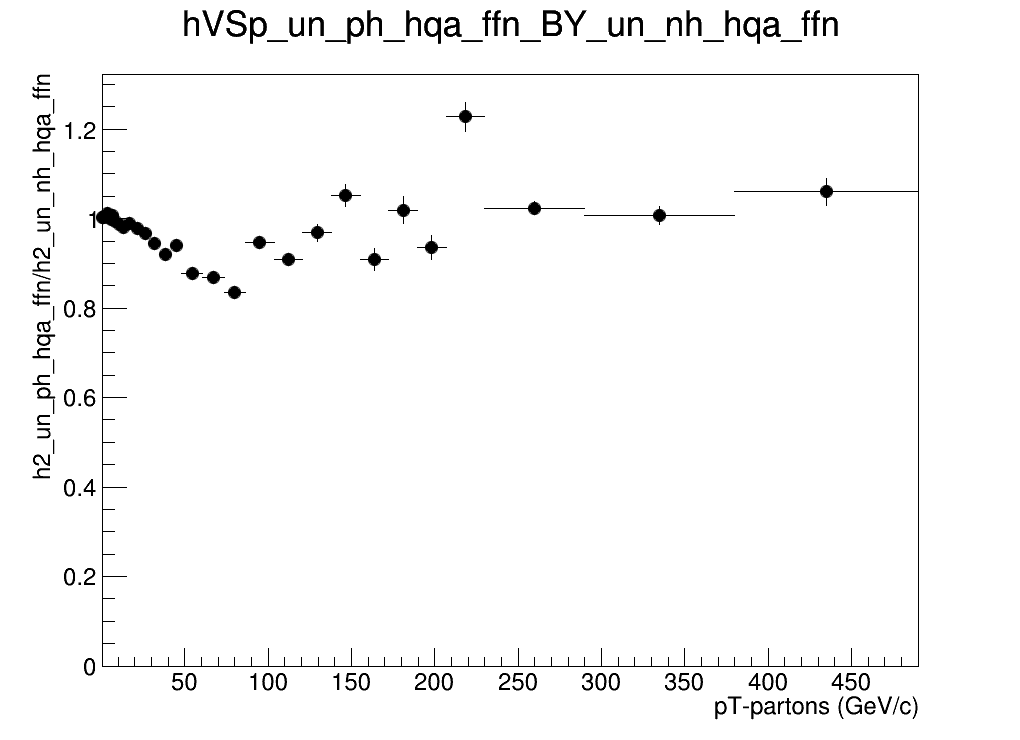 hVSp_un_ph_hqa_ffn_BY_un_nh_hqa_ffn
h2_un_ph_hqa_ffn/h2_un_nh_hqa_ffn
1.2
1
0.8
0.6
0.4
0.2
0
50 100 150 200 250 300 350 400 450
pT-partons (GeV/c)